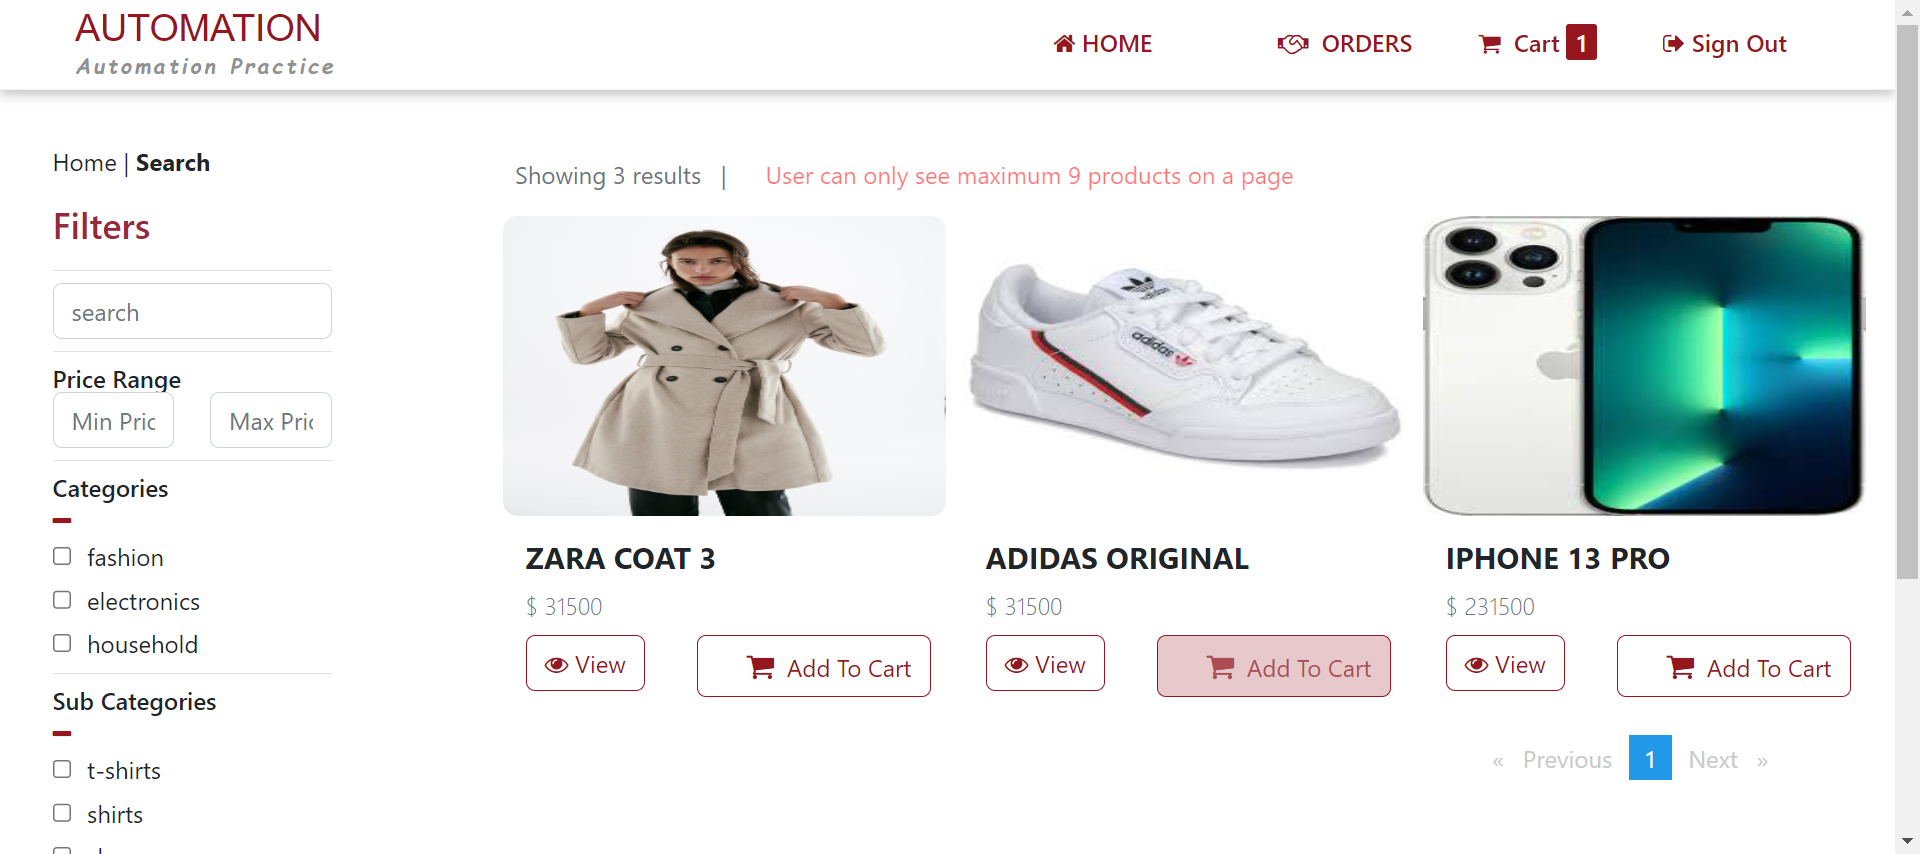 AUTOMATION
Automation Practice
HOME
ORDERS
Cart 1
Sign Out
Home | Search
Showing 3 results |
User can only see maximum 9 products on a page
Filters
search
Price Range
Min Pric
Max Pric
Categories
fashion
electronics
household
Sub Categories
t-shirts
shirts
adidas
adidas
ZARA COAT 3
$ 31500
View
Add To Cart
ADIDAS ORIGINAL
$ 31500
View
Add To Cart
IPHONE 13 PRO
$ 231500
View
Add To Cart
« Previous 1 Next »